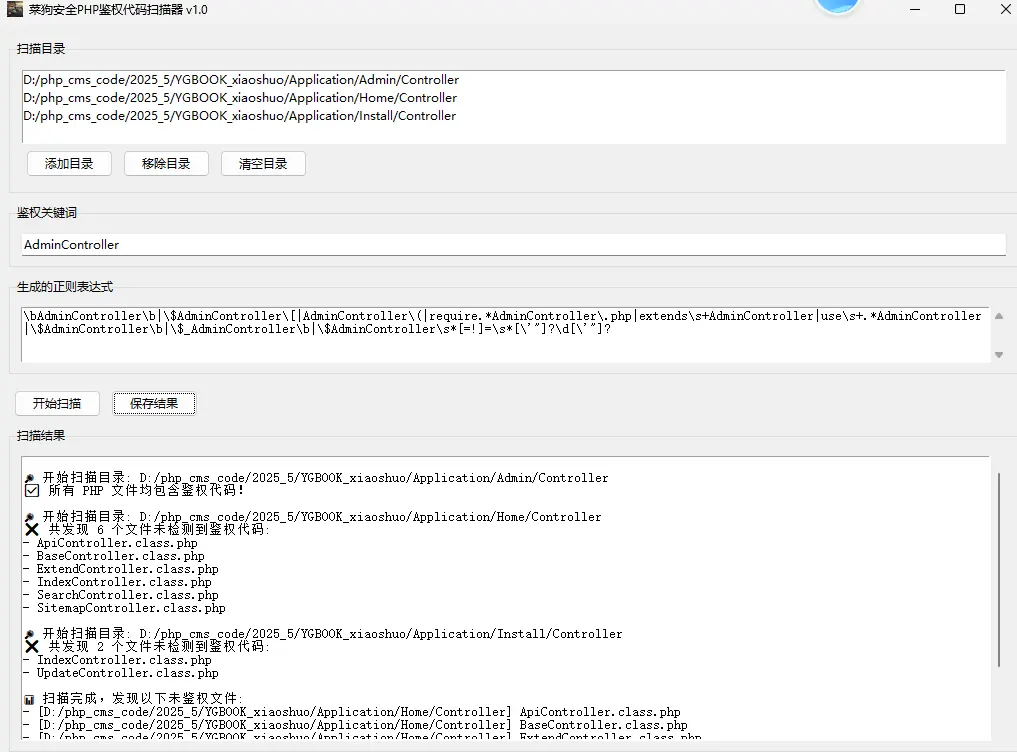 菜狗安全PHP鉴权代码扫描器 v1.0
扫描目录
D:/php_cms_code/2025_5/YGBOOK_xiaoshuo/Application/Admin/Controller
D:/php_cms_code/2025_5/YGBOOK_xiaoshuo/Application/Home/Controller
D:/php_cms_code/2025_5/YGBOOK_xiaoshuo/Application/Install/Controller
添加目录 移除目录 清空目录
鉴权关键词
AdminController
生成的正则表达式
\bAdminController\b|\$AdminController\[|AdminController\(|require.*AdminController\.php|extends\s+AdminController|use\s+.*AdminController
|\$AdminController\b|\$_AdminController\b|\$AdminController\s*[=!]=\s*[\'"]?\d[\'"]?
开始扫描 保存结果
扫描结果
开始扫描目录: D:/php_cms_code/2025_5/YGBOOK_xiaoshuo/Application/Admin/Controller
所有 PHP 文件均包含鉴权代码!
开始扫描目录: D:/php_cms_code/2025_5/YGBOOK_xiaoshuo/Application/Home/Controller
共发现 6 个文件未检测到鉴权代码:
- ApiController.class.php
- BaseController.class.php
- ExtendController.class.php
- IndexController.class.php
- SearchController.class.php
- SitemapController.class.php
开始扫描目录: D:/php_cms_code/2025_5/YGBOOK_xiaoshuo/Application/Install/Controller
共发现 2 个文件未检测到鉴权代码:
- IndexController.class.php
- UpdateController.class.php
扫描完成，发现以下未鉴权文件:
- [D:/php_cms_code/2025_5/YGBOOK_xiaoshuo/Application/Home/Controller] ApiController.class.php
- [D:/php_cms_code/2025_5/YGBOOK_xiaoshuo/Application/Home/Controller] BaseController.class.php
- [D:/php_cms_code/2025_5/YGBOOK_xiaoshuo/Application/Home/Controller] ExtendController.class.php